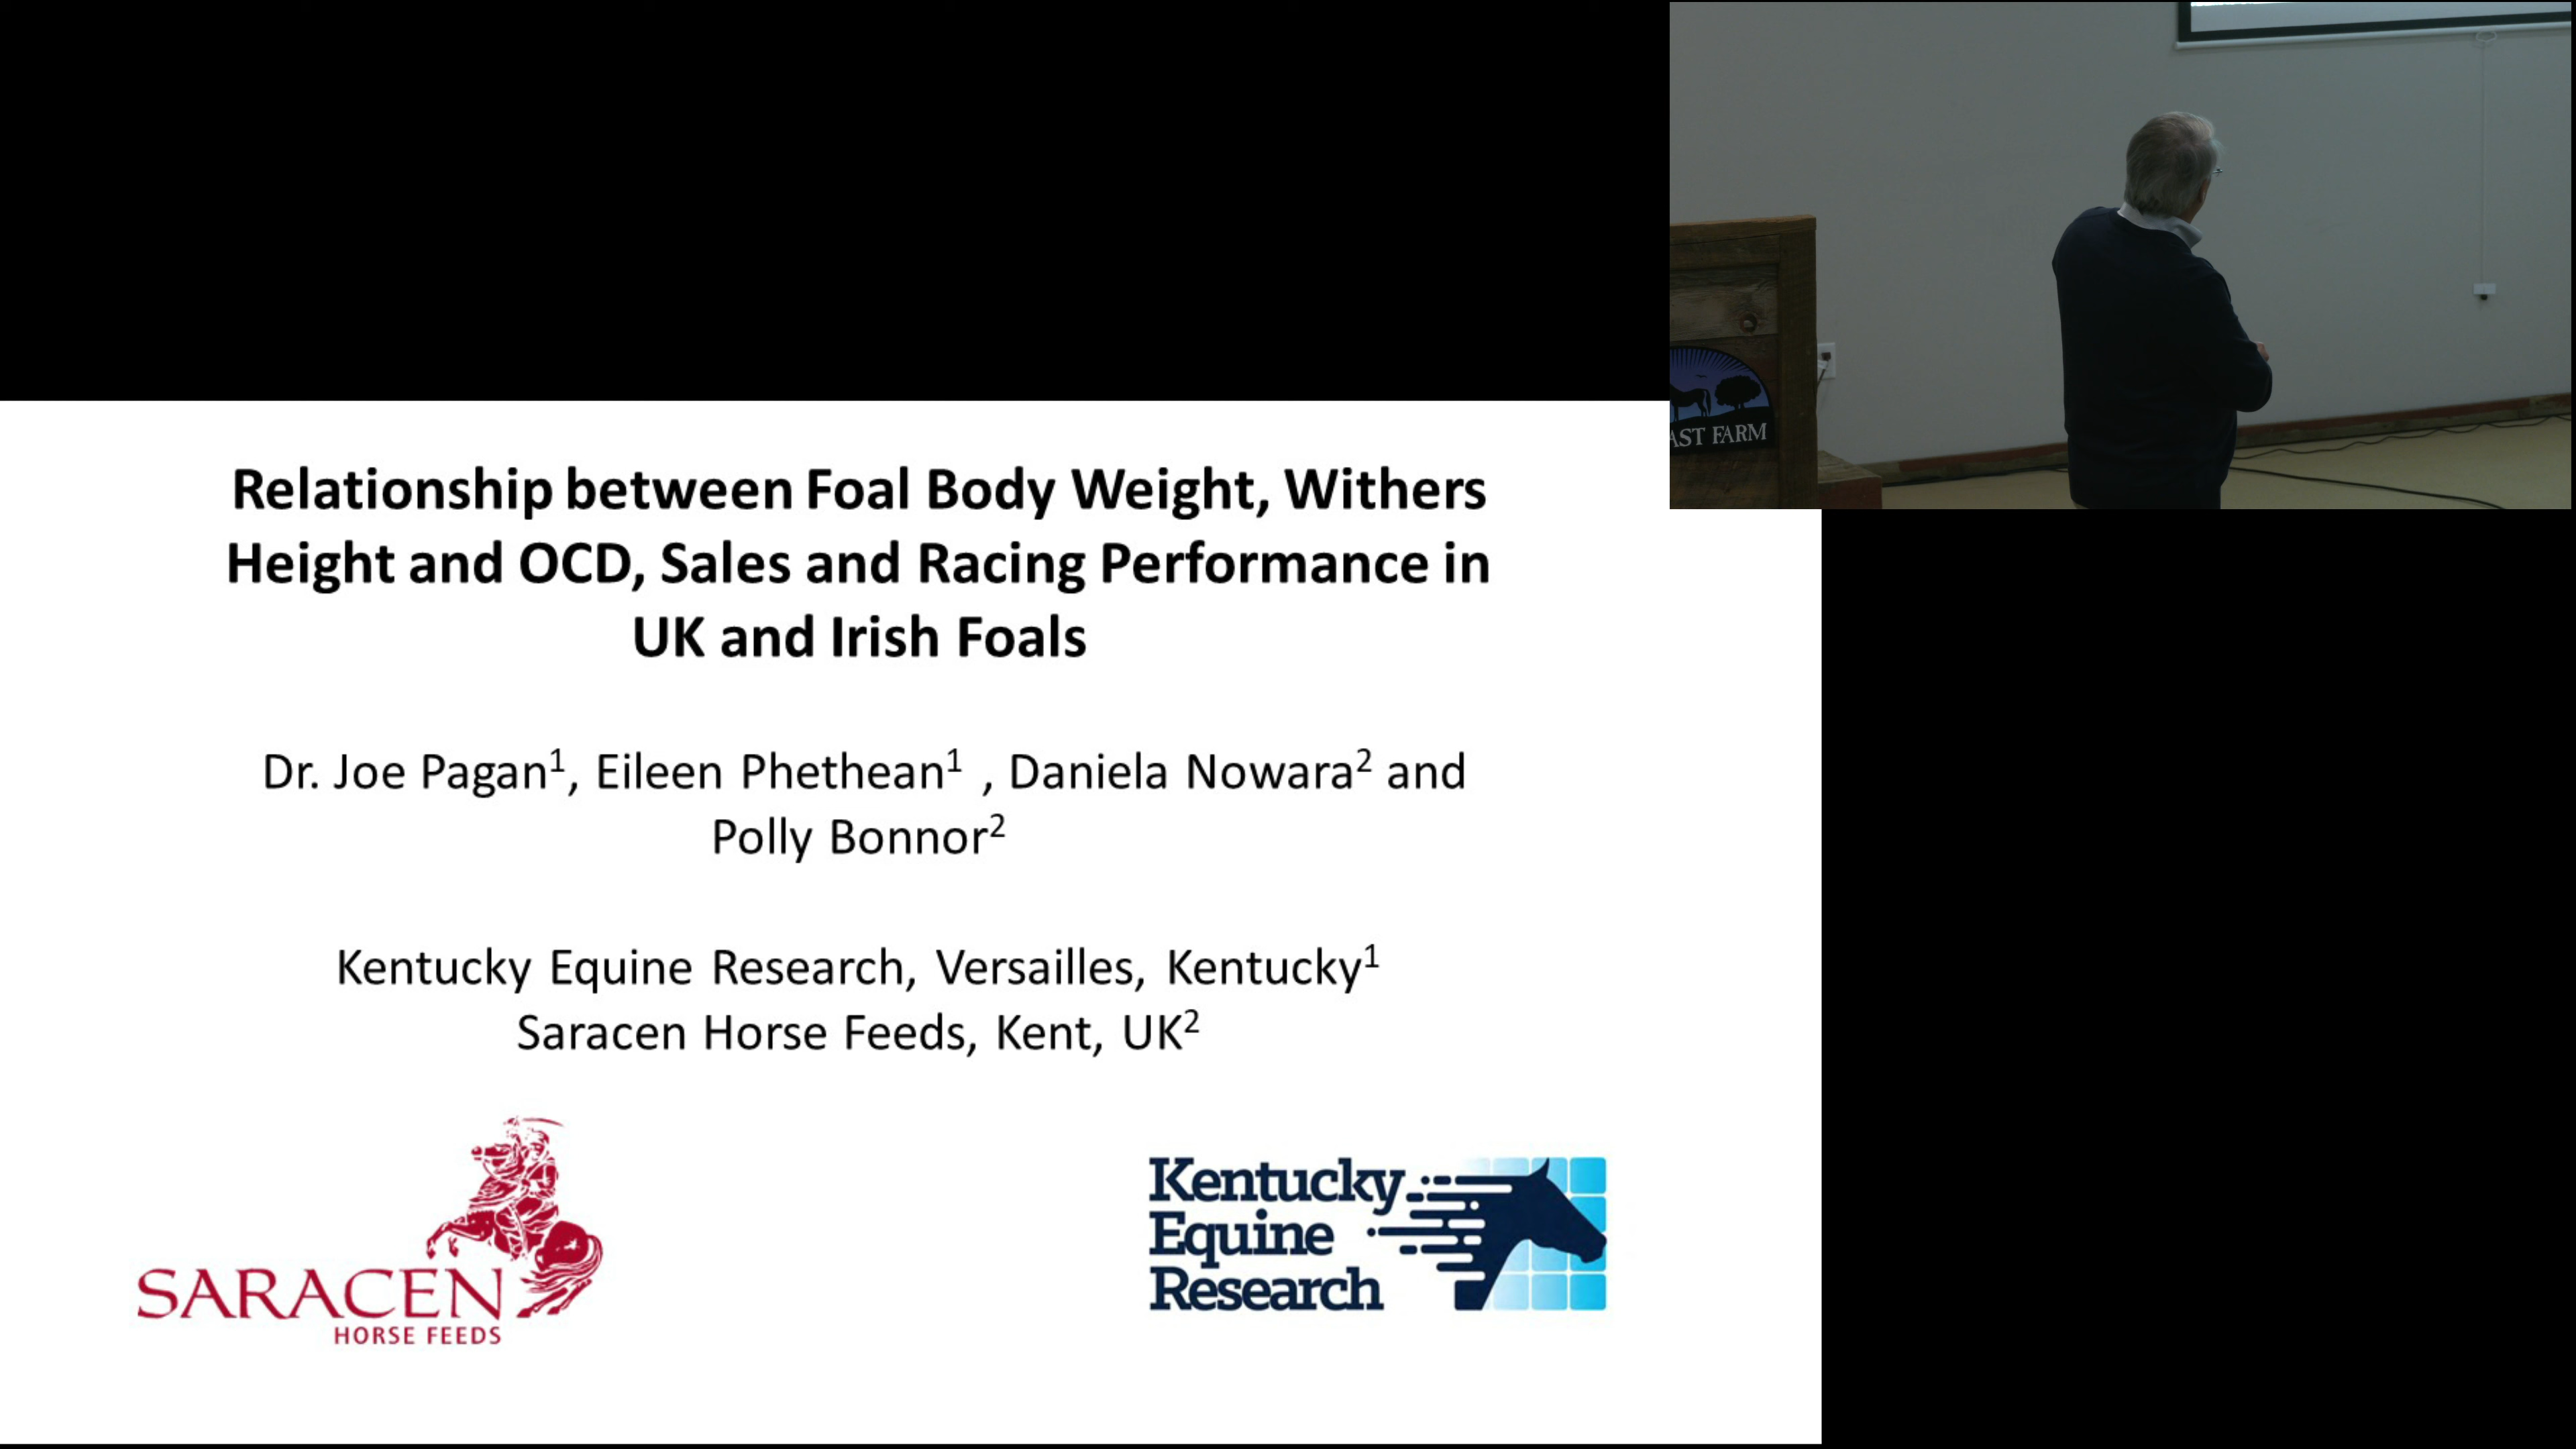 Relationship between Foal Body Weight, Withers
Height and OCD, Sales and Racing Performance in
UK and Irish Foals
Dr. Joe Pagan¹, Eileen Phethean¹ , Daniela Nowara² and
Polly Bonnor²
Kentucky Equine Research, Versailles, Kentucky¹
Saracen Horse Feeds, Kent, UK²
SARACEN
HORSE FEEDS
Kentucky
Equine
Research
FARM